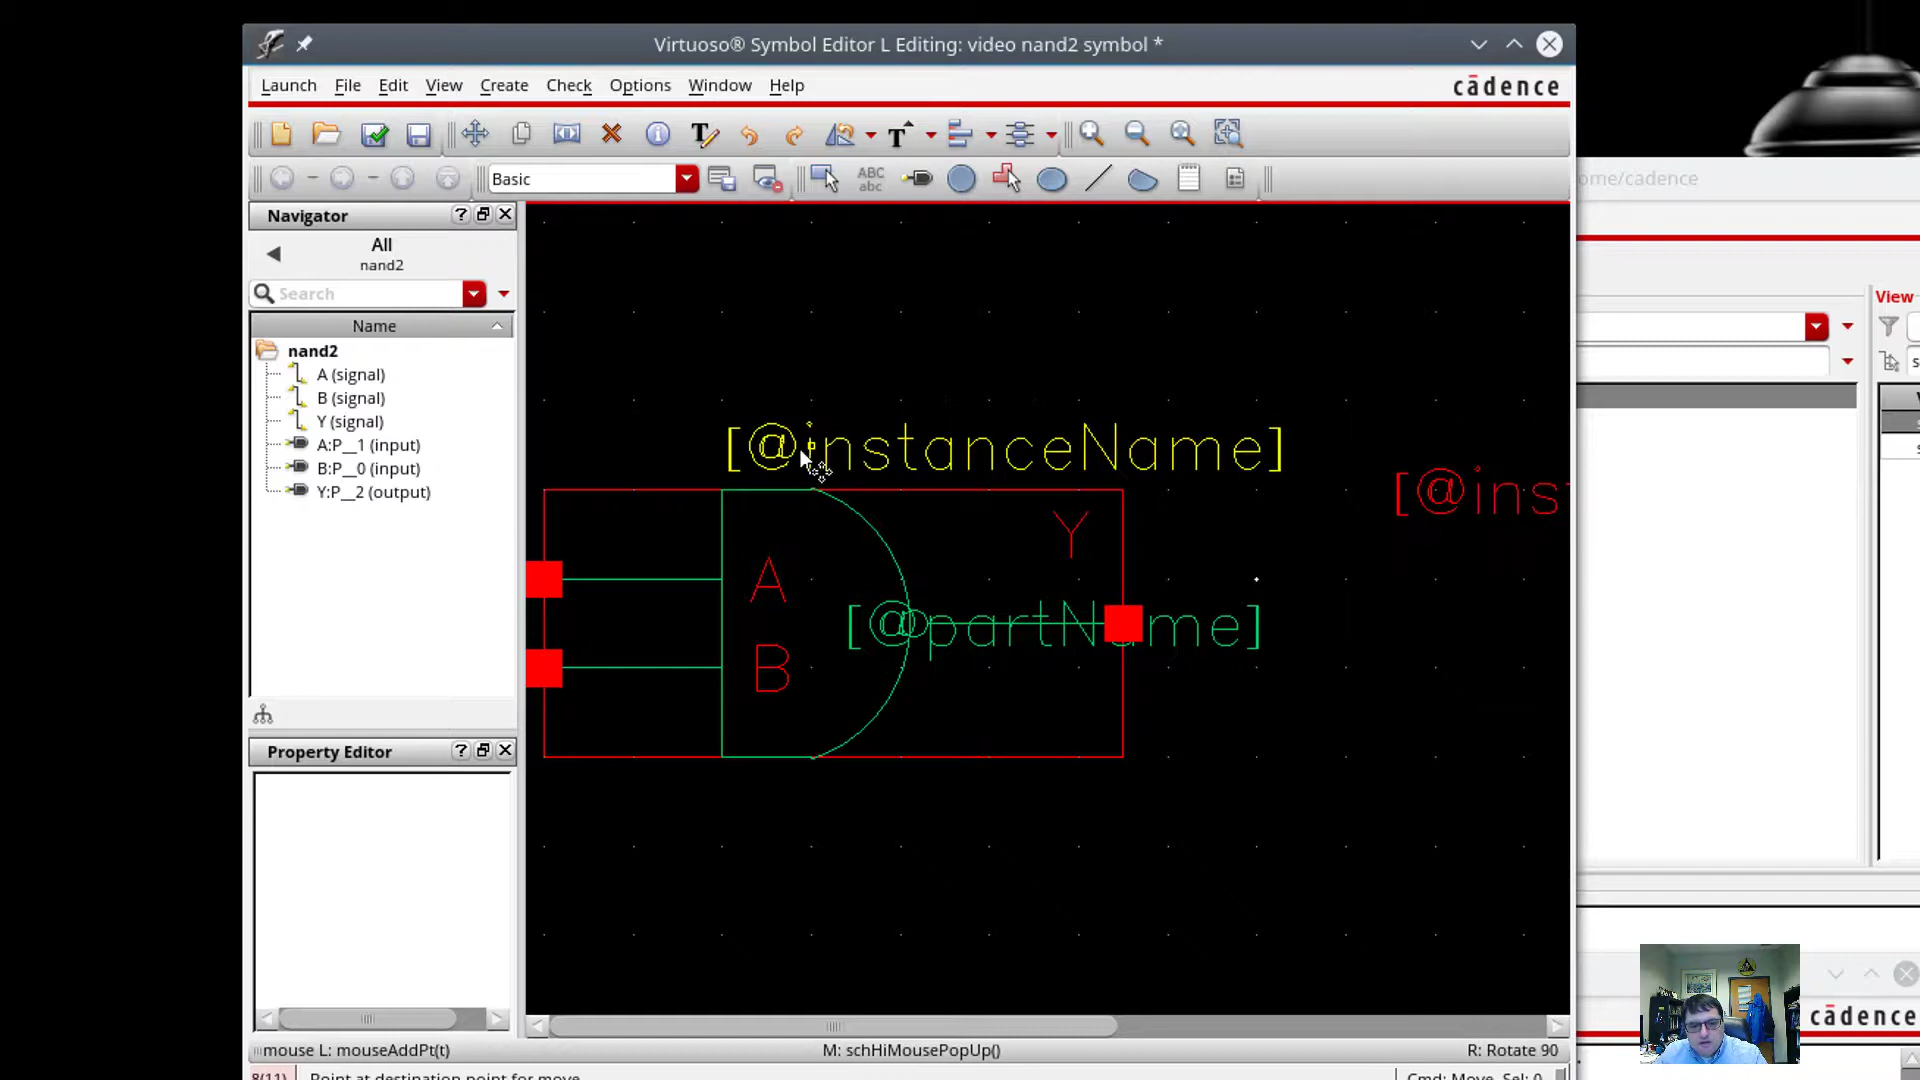 Virtuoso® Symbol Editor L Editing: video nand2 symbol *
Launch File Edit View Create Check Options Window Help
cādence
Basic
ABC
abc
ome/cadence
Navigator
All
nand2
Search
Name
nand2
A (signal)
B (signal)
Y (signal)
A:P__1 (input)
B:P__0 (input)
Y:P__2 (output)
View
[@instanceName]
[@ins
Y
A
[@partName]
B
Property Editor
cādence
mouse L: mouseAddPt(t)
M: schHiMousePopUp()
R: Rotate 90
8(11)
Point at destination point for move
Cmd: Move Sel: 0